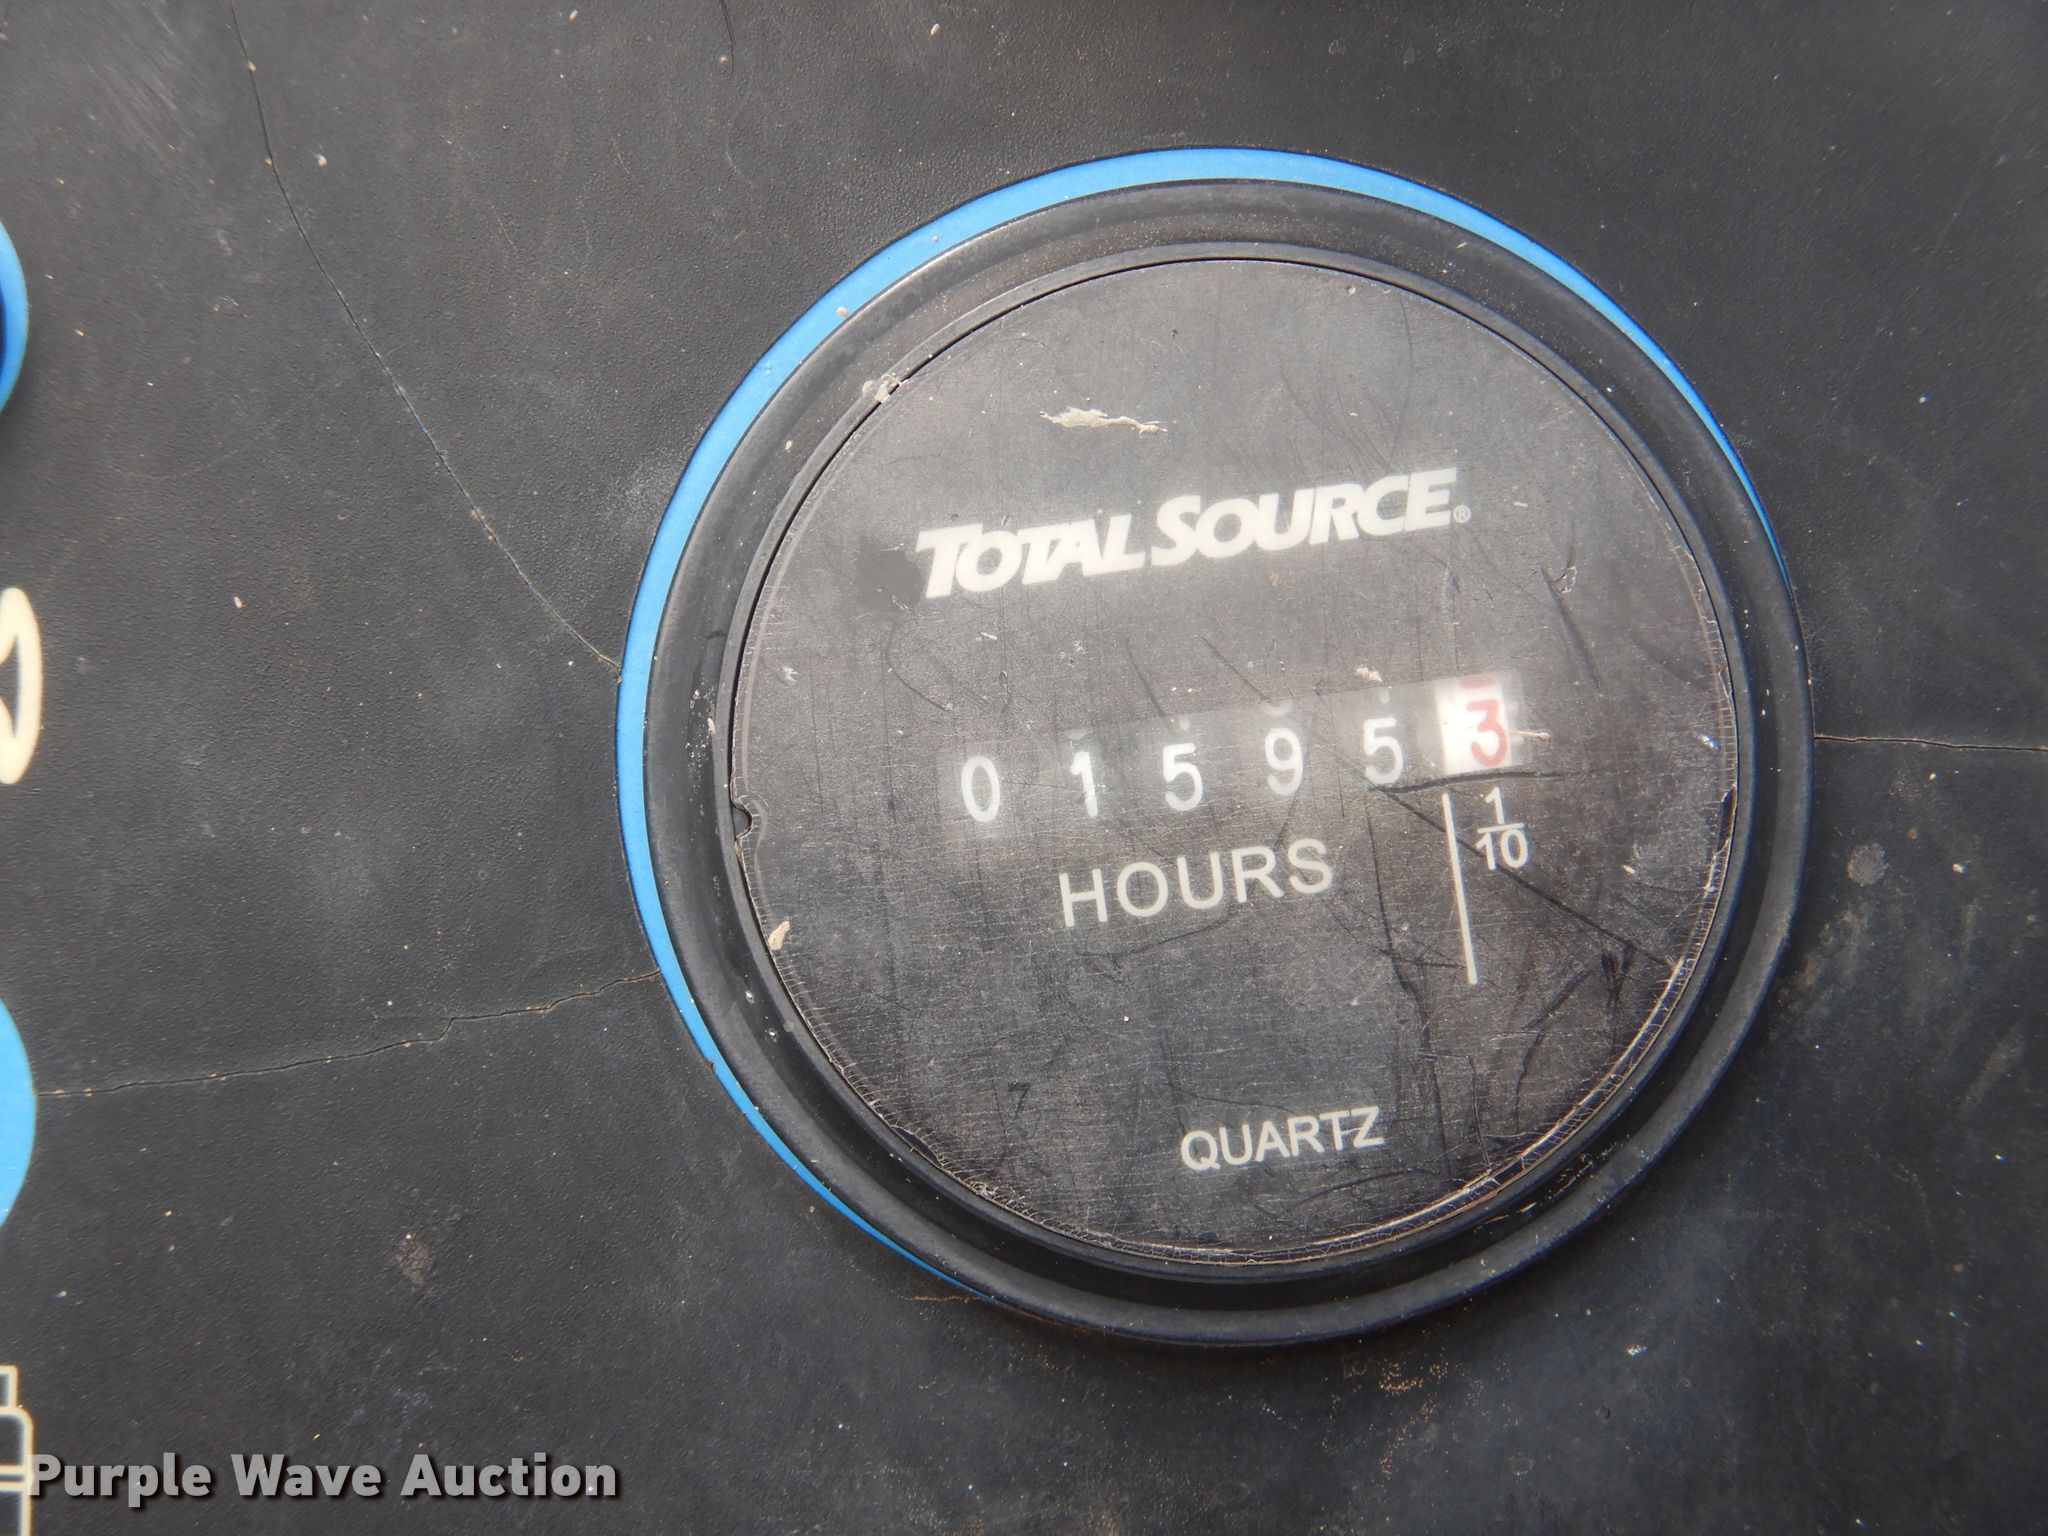 TOTAL SOURCE®
0 1 5 9 5 3
HOURS
1/10
QUARTZ
Purple Wave Auction